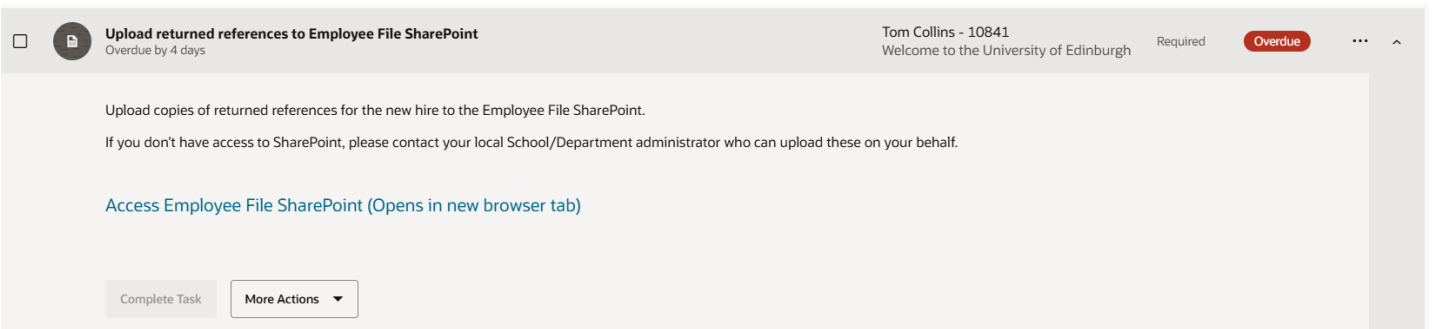 Upload returned references to Employee File SharePoint
Overdue by 4 days
Tom Collins - 10841
Welcome to the University of Edinburgh
Required
Overdue
Upload copies of returned references for the new hire to the Employee File SharePoint.
If you don't have access to SharePoint, please contact your local School/Department administrator who can upload these on your behalf.
Access Employee File SharePoint (Opens in new browser tab)
Complete Task
More Actions